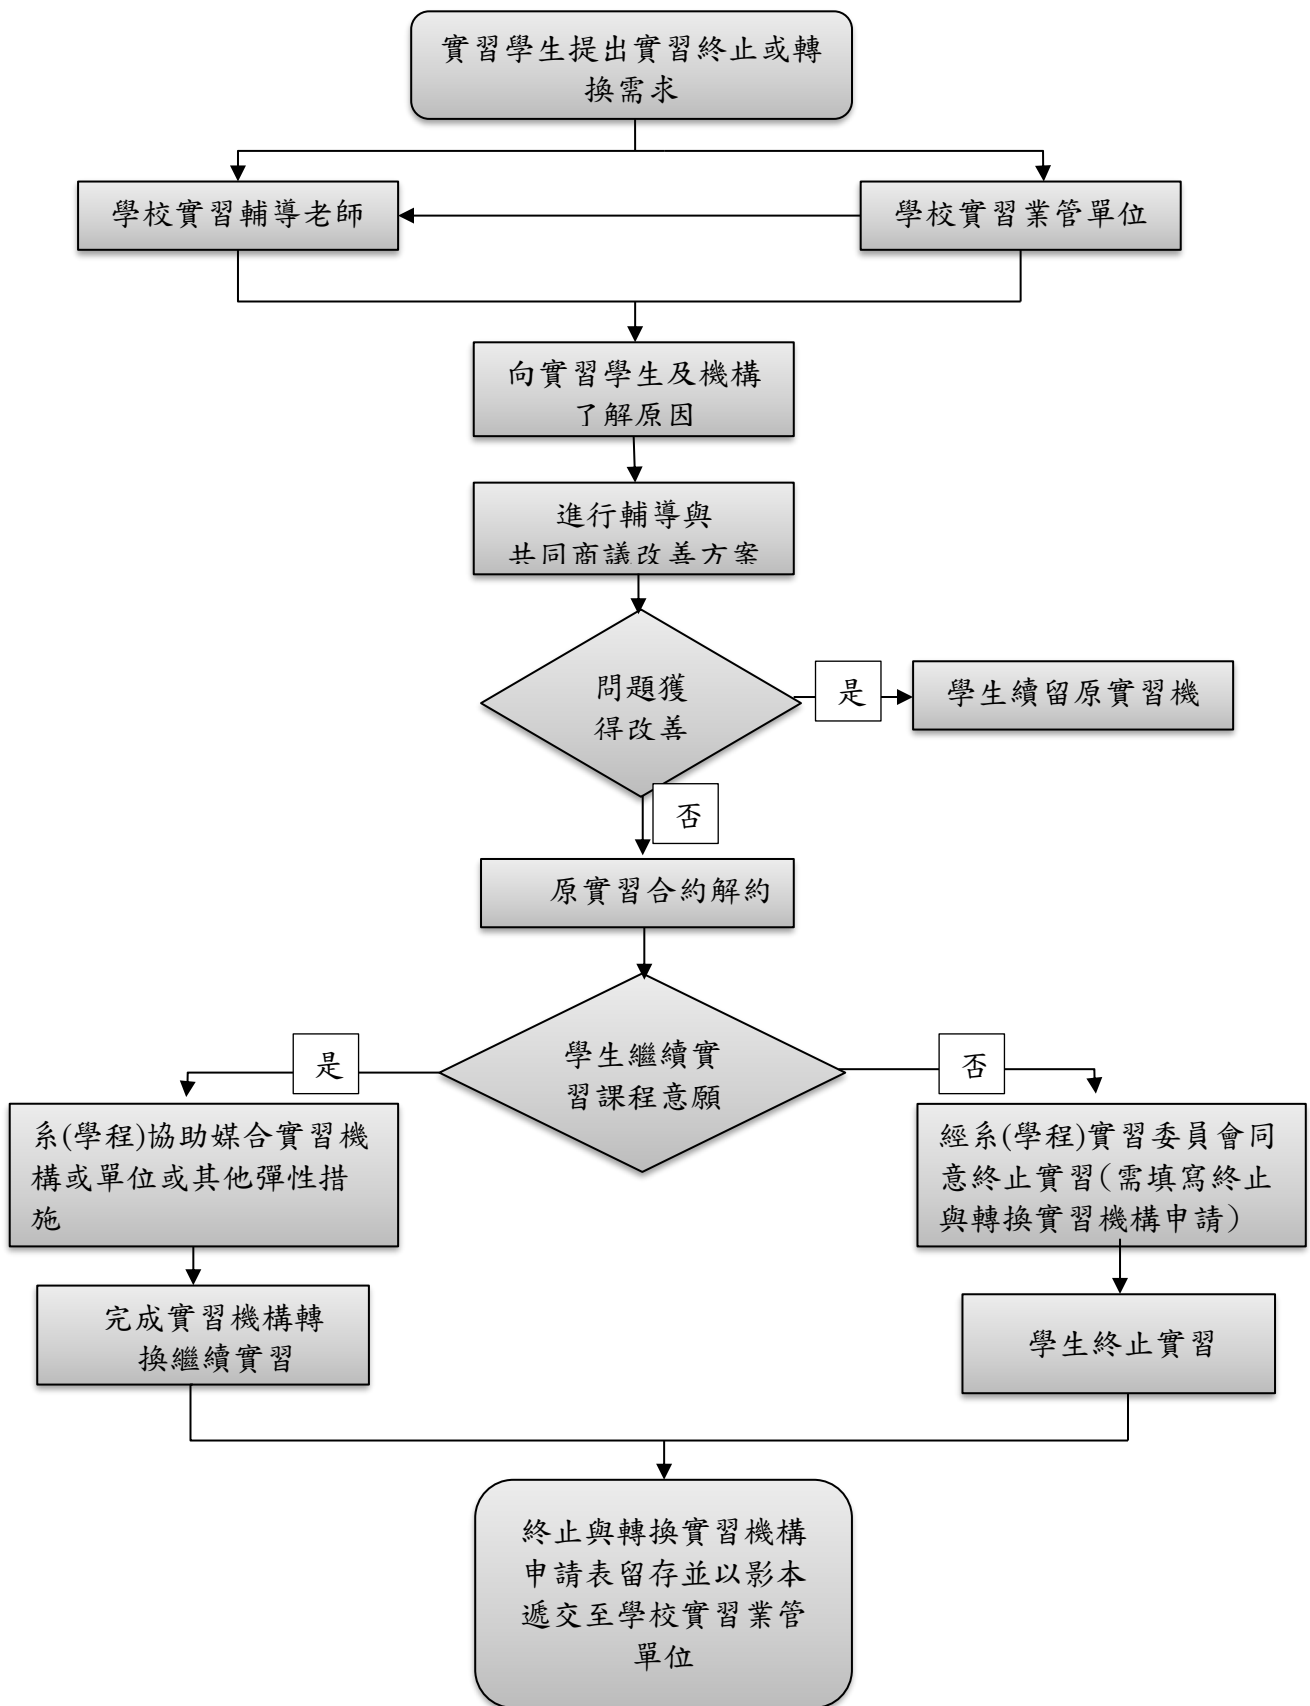 實習學生提出實習終止或轉
換需求
學校實習輔導老師
學校實習業管單位
向實習學生及機構
了解原因
進行輔導與
共同商議改善方案
問題獲
得改善
是
學生續留原實習機
否
原實習合約解約
學生繼續實
習課程意願
是
否
系(學程)協助媒合實習機
構或單位或其他彈性措
施
經系(學程)實習委員會同
意終止實習(需填寫終止
與轉換實習機構申請)
完成實習機構轉
換繼續實習
學生終止實習
終止與轉換實習機構
申請表留存並以影本
遞交至學校實習業管
單位